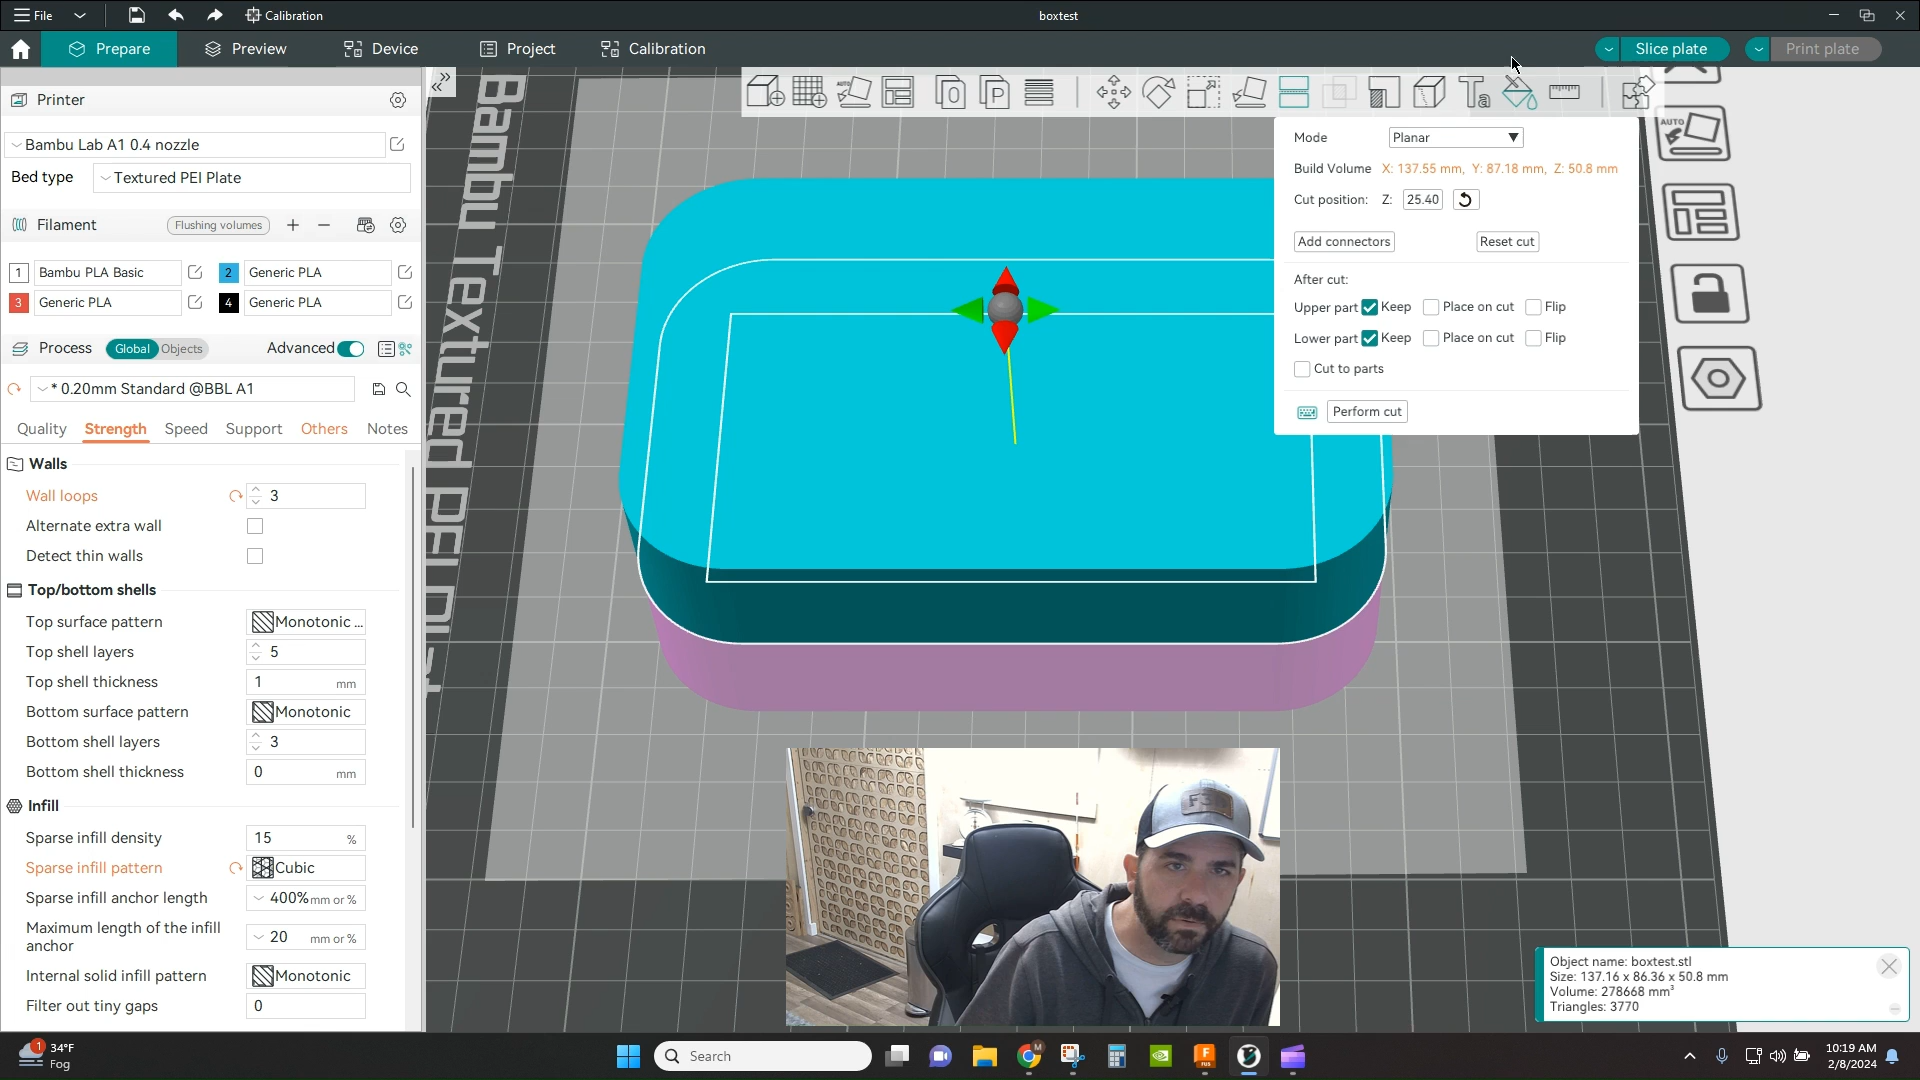 File
Calibration
boxtest
Prepare
Preview
Device
Project
Calibration
Slice plate
Print plate
Printer
Bambu Lab A1 0.4 nozzle
Bed type
Textured PEI Plate
Filament
Flushing volumes
1 Bambu PLA Basic
2 Generic PLA
3 Generic PLA
4 Generic PLA
Process Global Objects Advanced
* 0.20mm Standard @BBL A1
Quality Strength Speed Support Others Notes
Walls
Wall loops 3
Alternate extra wall
Detect thin walls
Top/bottom shells
Top surface pattern Monotonic ...
Top shell layers 5
Top shell thickness 1 mm
Bottom surface pattern Monotonic
Bottom shell layers 3
Bottom shell thickness 0 mm
Infill
Sparse infill density 15 %
Sparse infill pattern Cubic
Sparse infill anchor length 400% mm or %
Maximum length of the infill
anchor 20 mm or %
Internal solid infill pattern Monotonic
Filter out tiny gaps 0
Bambu Textured PEI Pl
AUTO
Mode Planar
Build Volume X: 137.55 mm, Y: 87.18 mm, Z: 50.8 mm
Cut position: Z: 25.40
Add connectors Reset cut
After cut:
Upper part Keep Place on cut Flip
Lower part Keep Place on cut Flip
Cut to parts
Perform cut
AUTO
Object name: boxtest.stl
Size: 137.16 x 86.36 x 50.8 mm
Volume: 278668 mm³
Triangles: 3770
1
34°F
Fog
Search
M
10:19 AM
2/8/2024